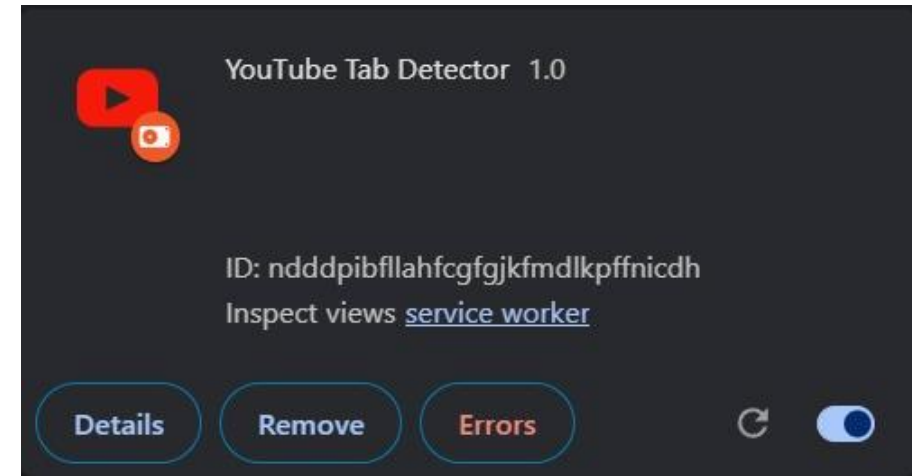 YouTube Tab Detector 1.0
ID: ndddpibfllahfcgfgjkfmdlkpffnicdh
Inspect views service worker
Details Remove Errors